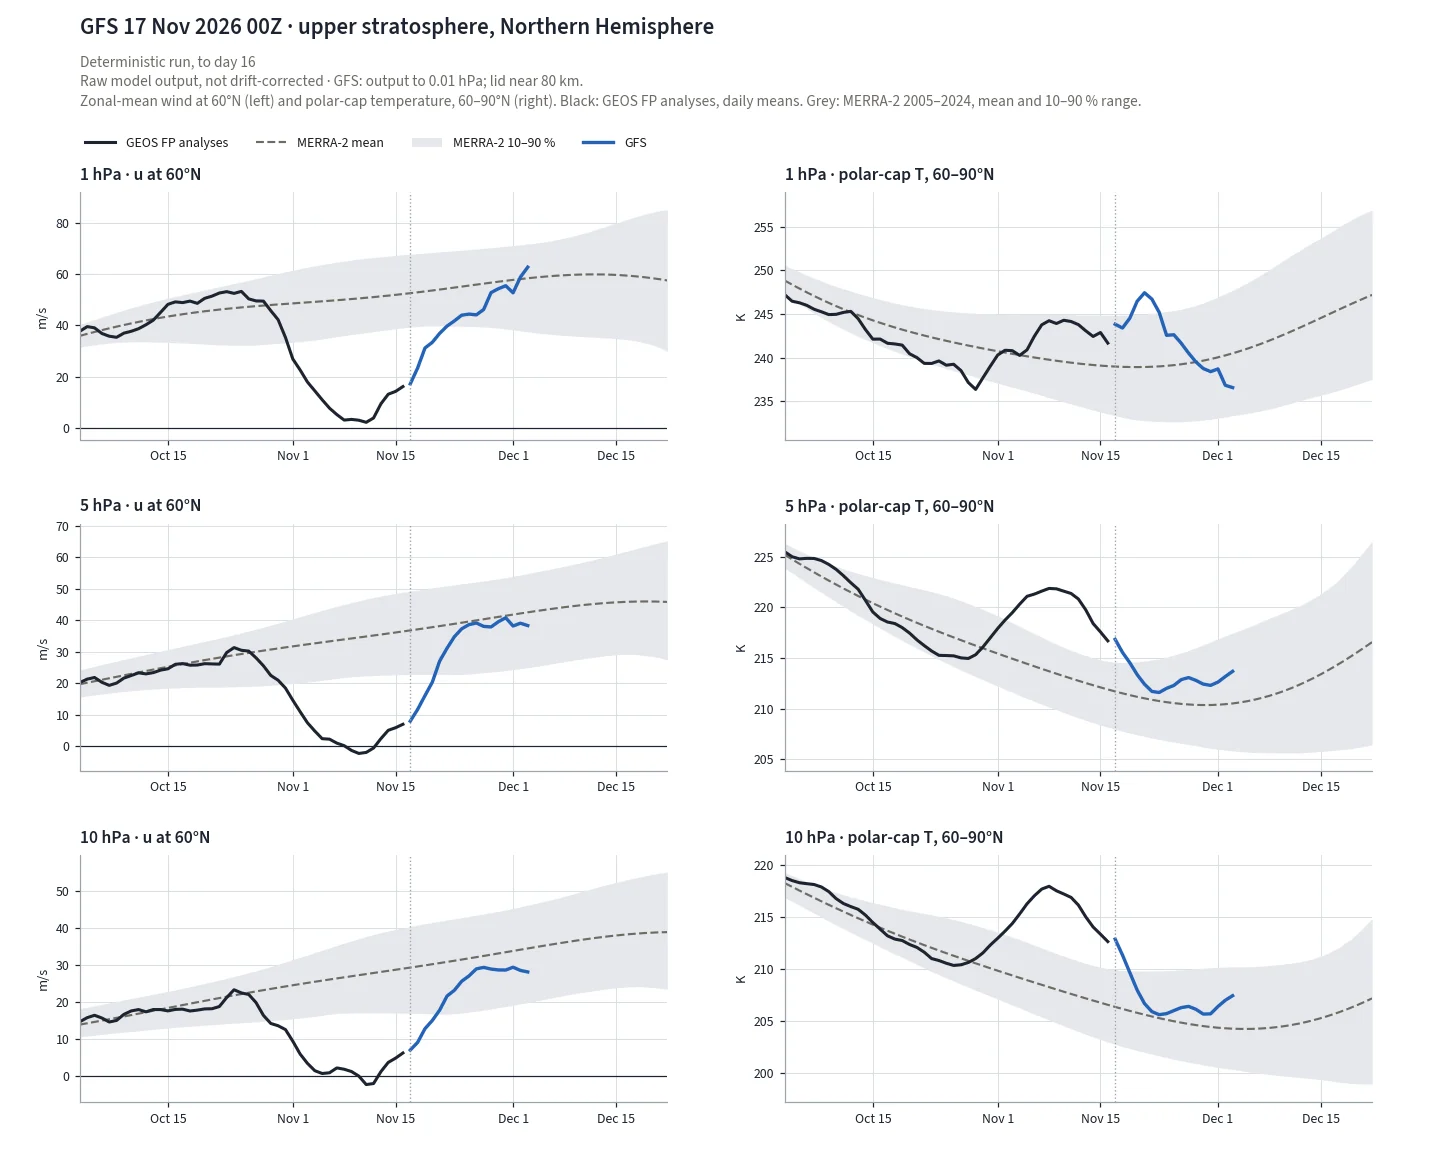 GFS 17 Nov 2026 00Z · upper stratosphere, Northern Hemisphere
Deterministic run, to day 16
Raw model output, not drift-corrected · GFS: output to 0.01 hPa; lid near 80 km.
Zonal-mean wind at 60°N (left) and polar-cap temperature, 60–90°N (right). Black: GEOS FP analyses, daily means. Grey: MERRA-2 2005–2024, mean and 10–90 % range.
GEOS FP analyses MERRA-2 mean MERRA-2 10–90 % GFS
1 hPa · u at 60°N
m/s
80
60
40
20
0
Oct 15 Nov 1 Nov 15 Dec 1 Dec 15
1 hPa · polar-cap T, 60–90°N
K
255
250
245
240
235
Oct 15 Nov 1 Nov 15 Dec 1 Dec 15
5 hPa · u at 60°N
m/s
70
60
50
40
30
20
10
0
Oct 15 Nov 1 Nov 15 Dec 1 Dec 15
5 hPa · polar-cap T, 60–90°N
K
225
220
215
210
205
Oct 15 Nov 1 Nov 15 Dec 1 Dec 15
10 hPa · u at 60°N
m/s
50
40
30
20
10
0
Oct 15 Nov 1 Nov 15 Dec 1 Dec 15
10 hPa · polar-cap T, 60–90°N
K
220
215
210
205
200
Oct 15 Nov 1 Nov 15 Dec 1 Dec 15